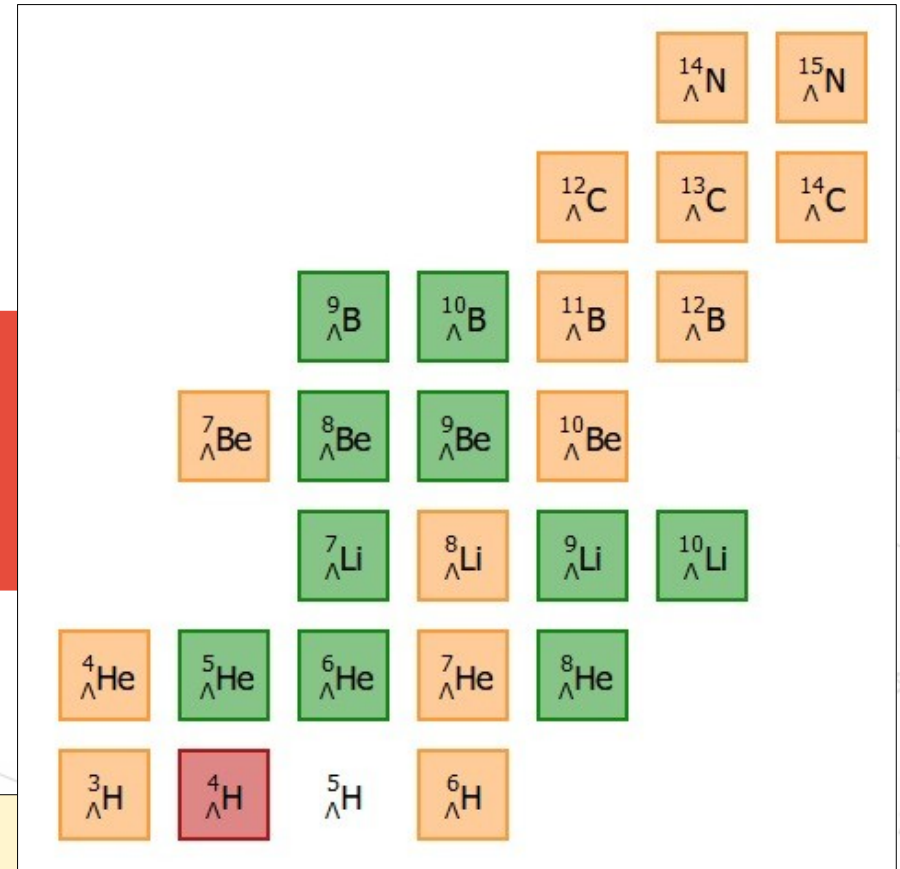 ¹⁴ΛN ¹⁵ΛN
¹²ΛC ¹³ΛC ¹⁴ΛC
⁹ΛB ¹⁰ΛB ¹¹ΛB ¹²ΛB
⁷ΛBe ⁸ΛBe ⁹ΛBe ¹⁰ΛBe
⁷ΛLi ⁸ΛLi ⁹ΛLi ¹⁰ΛLi
⁴ΛHe ⁵ΛHe ⁶ΛHe ⁷ΛHe ⁸ΛHe
³ΛH ⁴ΛH ⁵ΛH ⁶ΛH